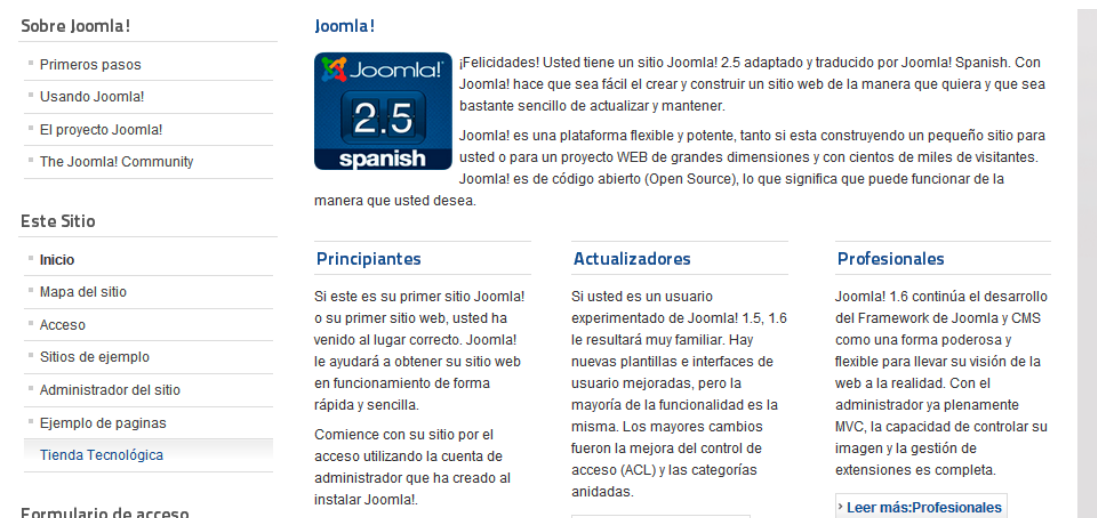 Sobre Joomla!
Primeros pasos
Usando Joomla!
El proyecto Joomla!
The Joomla! Community
Este Sitio
Inicio
Mapa del sitio
Acceso
Sitios de ejemplo
Administrador del sitio
Ejemplo de paginas
Tienda Tecnológica
Formulario de acceso
Joomla!
Joomla!
2.5
spanish
¡Felicidades! Usted tiene un sitio Joomla! 2.5 adaptado y traducido por Joomla! Spanish. Con
Joomla! hace que sea fácil el crear y construir un sitio web de la manera que quiera y que sea
bastante sencillo de actualizar y mantener.
Joomla! es una plataforma flexible y potente, tanto si esta construyendo un pequeño sitio para
usted o para un proyecto WEB de grandes dimensiones y con cientos de miles de visitantes.
Joomla! es de código abierto (Open Source), lo que significa que puede funcionar de la
manera que usted desea.
Principiantes
Si este es su primer sitio Joomla!
o su primer sitio web, usted ha
venido al lugar correcto. Joomla!
le ayudará a obtener su sitio web
en funcionamiento de forma
rápida y sencilla.
Comience con su sitio por el
acceso utilizando la cuenta de
administrador que ha creado al
instalar Joomla!.
Actualizadores
Si usted es un usuario
experimentado de Joomla! 1.5, 1.6
le resultará muy familiar. Hay
nuevas plantillas e interfaces de
usuario mejoradas, pero la
mayoría de la funcionalidad es la
misma. Los mayores cambios
fueron la mejora del control de
acceso (ACL) y las categorías
anidadas.
Profesionales
Joomla! 1.6 continúa el desarrollo
del Framework de Joomla y CMS
como una forma poderosa y
flexible para llevar su visión de la
web a la realidad. Con el
administrador ya plenamente
MVC, la capacidad de controlar su
imagen y la gestión de
extensiones es completa.
Leer más:Profesionales